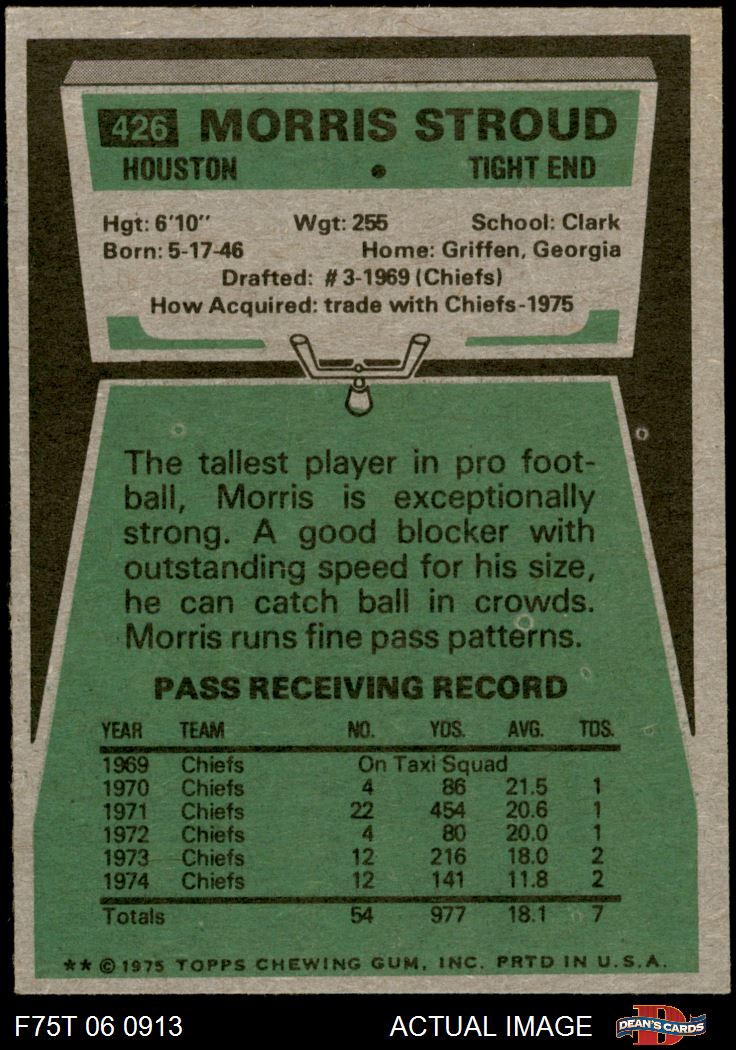 426 MORRIS STROUD
HOUSTON • TIGHT END
Hgt: 6'10" Wgt: 255 School: Clark
Born: 5-17-46 Home: Griffen, Georgia
Drafted: #3-1969 (Chiefs)
How Acquired: trade with Chiefs-1975
The tallest player in pro foot-
ball, Morris is exceptionally
strong. A good blocker with
outstanding speed for his size,
he can catch ball in crowds.
Morris runs fine pass patterns.
PASS RECEIVING RECORD
YEAR TEAM NO. YDS. AVG. TDS.
1969 Chiefs On Taxi Squad
1970 Chiefs 4 86 21.5 1
1971 Chiefs 22 454 20.6 1
1972 Chiefs 4 80 20.0 1
1973 Chiefs 12 216 18.0 2
1974 Chiefs 12 141 11.8 2
Totals 54 977 18.1 7
** © 1975 TOPPS CHEWING GUM, INC. PRTD IN U.S.A.
F75T 06 0913 ACTUAL IMAGE D DEAN'S CARDS